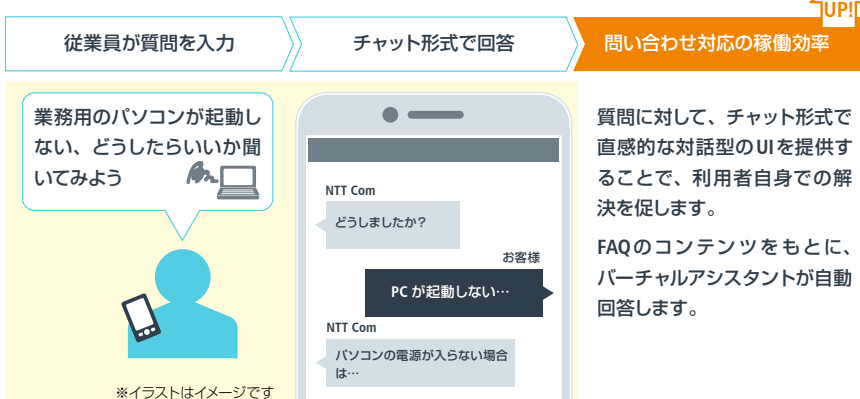 UP!
従業員が質問を入力
チャット形式で回答
問い合わせ対応の稼働効率
業務用のパソコンが起動し
ない、どうしたらいいか聞
いてみよう
※イラストはイメージです
NTT Com
どうしましたか？
お客様
PC が起動しない…
NTT Com
パソコンの電源が入らない場合
は…
質問に対して、チャット形式で
直感的な対話型のUIを提供す
ることで、利用者自身での解
決を促します。
FAQのコンテンツをもとに、
バーチャルアシスタントが自動
回答します。